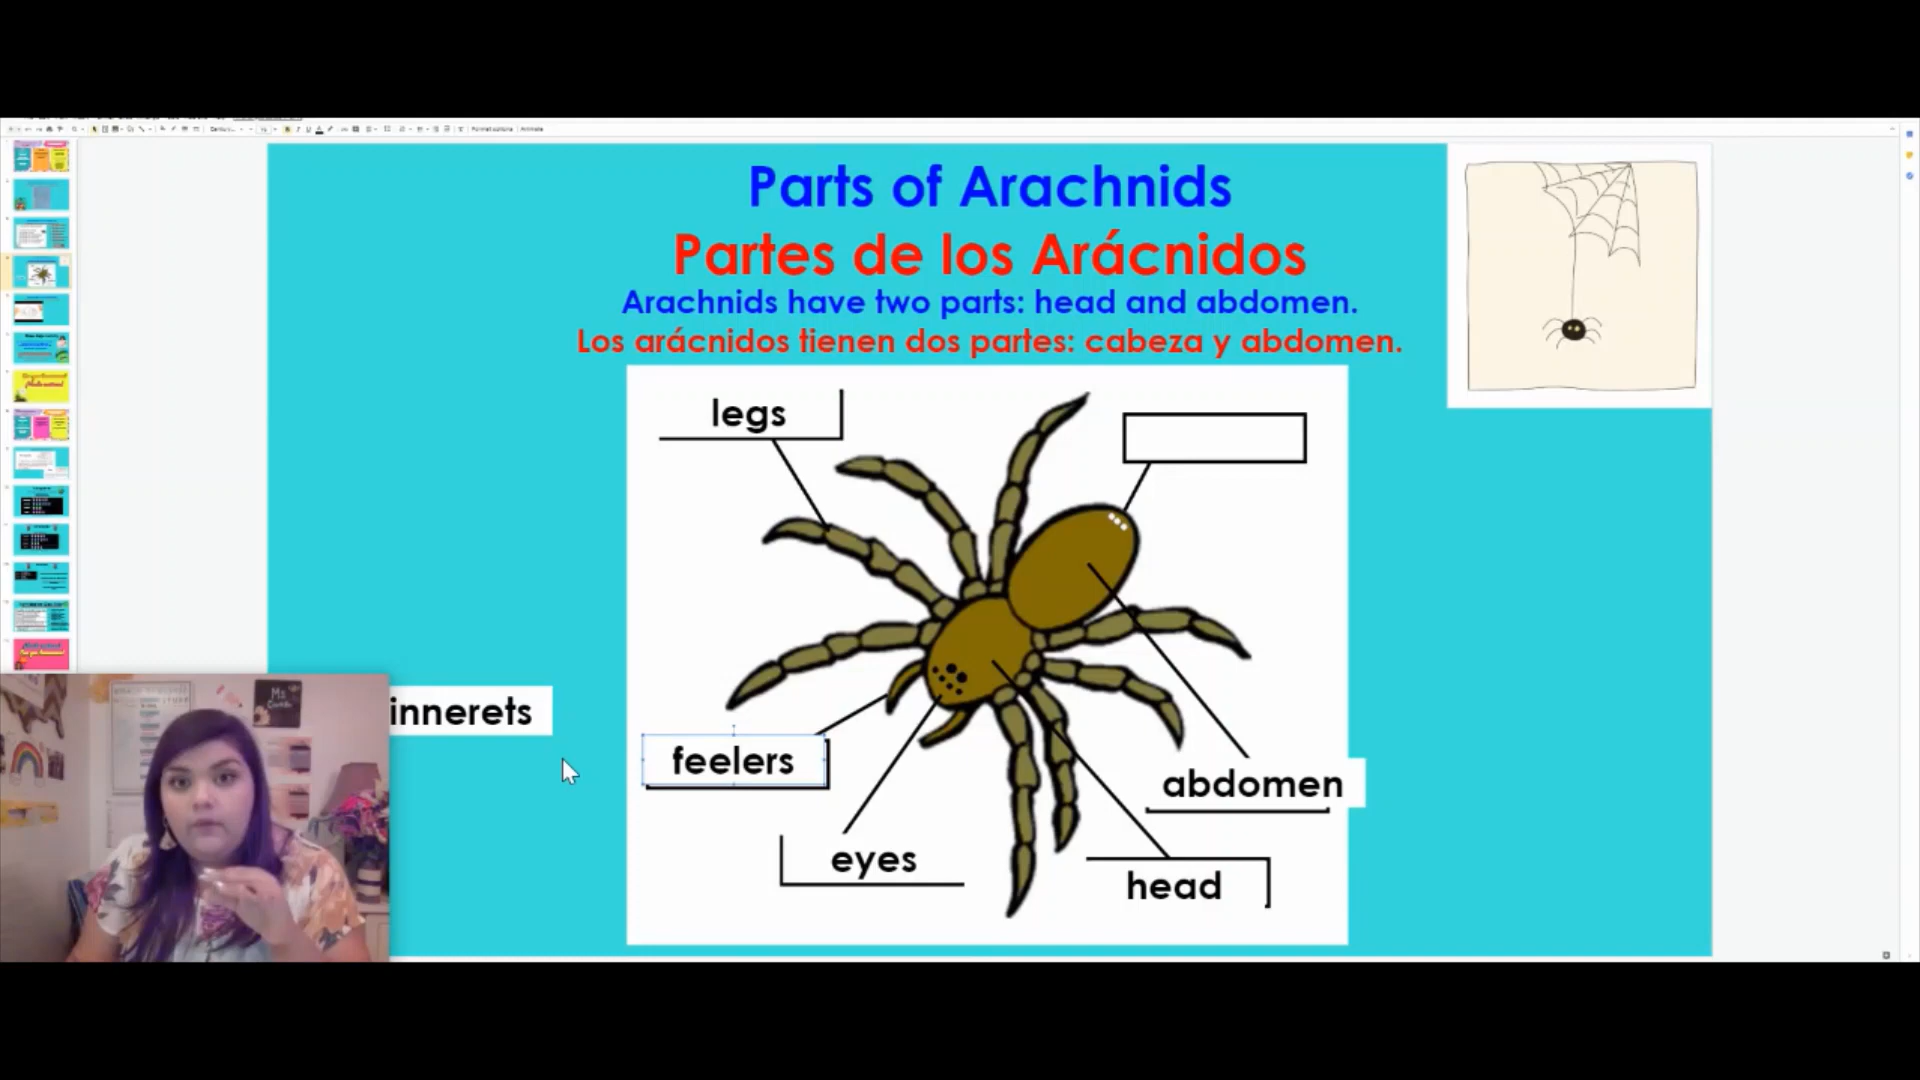 Parts of Arachnids
Partes de los Arácnidos
Arachnids have two parts: head and abdomen.
Los arácnidos tienen dos partes: cabeza y abdomen.
legs
innerets
feelers
abdomen
eyes
head